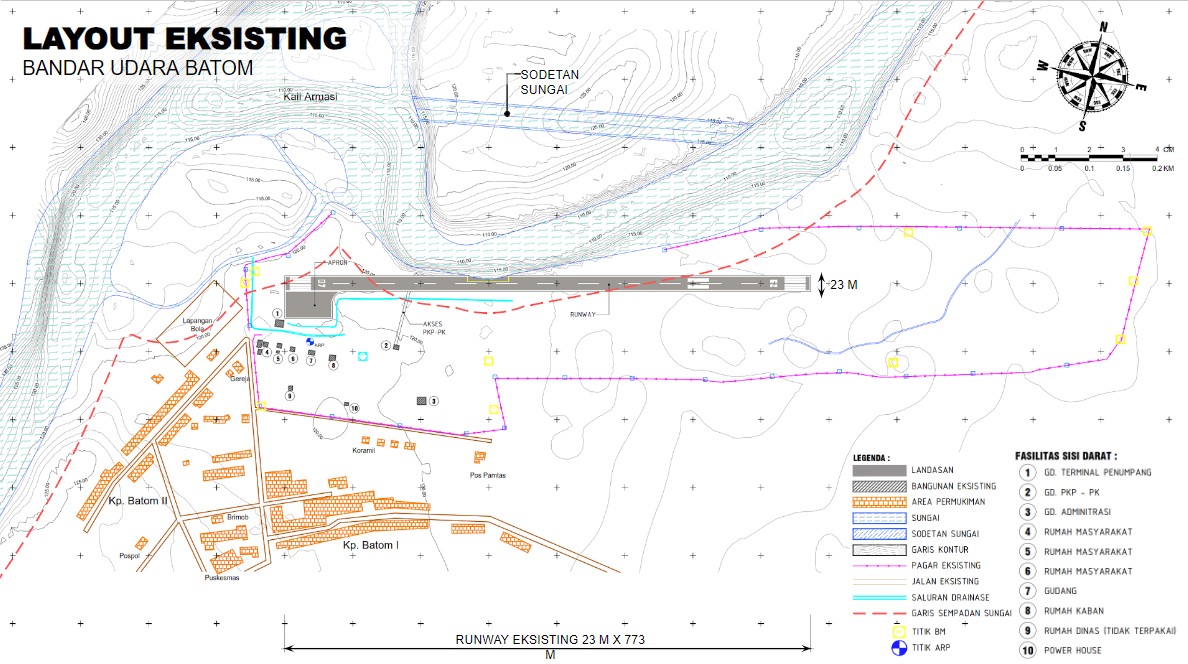 LAYOUT EKSISTING
BANDAR UDARA BATOM
Kali Armasi
SODETAN
SUNGAI
N
W
E
S
0 1 2 3 4 CM
0 0.05 0.1 0.15 0.2 KM
APRON
23 M
RUNWAY
AKSES
PKP-PK
ARP
Lapangan
Bola
Gereja
1
2
3
4
5
6
7
8
9
10
Koramil
Pos Pamtas
Kp. Batom II
Brimob
Kp. Batom I
Pospol
Puskesmas
RUNWAY EKSISTING 23 M X 773
M
LEGENDA :
LANDASAN
BANGUNAN EKSISTING
AREA PERMUKIMAN
SUNGAI
SODETAN SUNGAI
GARIS KONTUR
PAGAR EKSISTING
JALAN EKSISTING
SALURAN DRAINASE
GARIS SEMPADAN SUNGAI
TITIK BM
TITIK ARP
FASILITAS SISI DARAT :
1 GD. TERMINAL PENUMPANG
2 GD. PKP - PK
3 GD. ADMINITRASI
4 RUMAH MASYARAKAT
5 RUMAH MASYARAKAT
6 RUMAH MASYARAKAT
7 GUDANG
8 RUMAH KABAN
9 RUMAH DINAS (TIDAK TERPAKAI)
10 POWER HOUSE